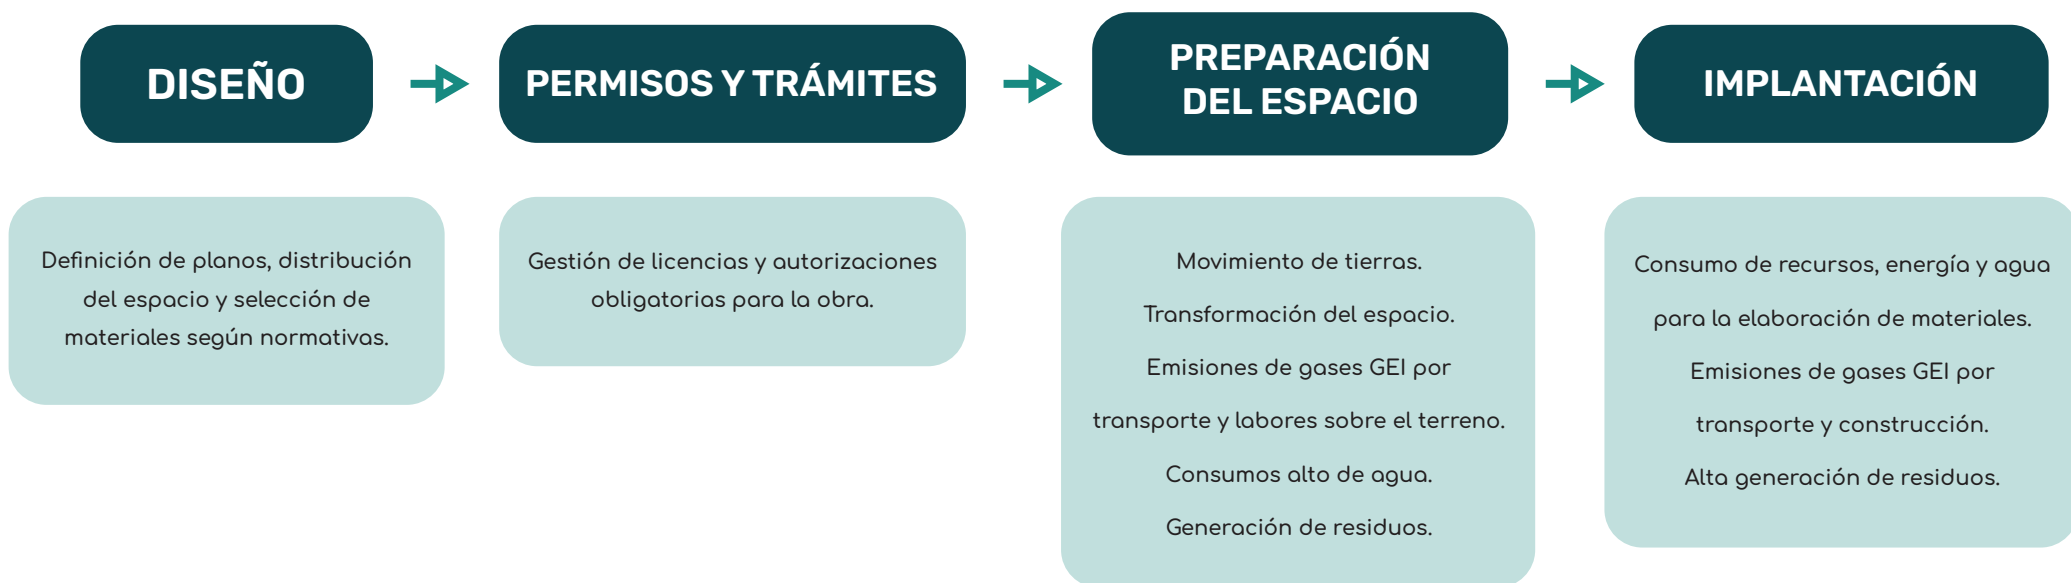 DISEÑO
PERMISOS Y TRÁMITES
PREPARACIÓN
DEL ESPACIO
IMPLANTACIÓN
Definición de planos, distribución
del espacio y selección de
materiales según normativas.
Gestión de licencias y autorizaciones
obligatorias para la obra.
Movimiento de tierras.
Transformación del espacio.
Emisiones de gases GEI por
transporte y labores sobre el terreno.
Consumos alto de agua.
Generación de residuos.
Consumo de recursos, energía y agua
para la elaboración de materiales.
Emisiones de gases GEI por
transporte y construcción.
Alta generación de residuos.